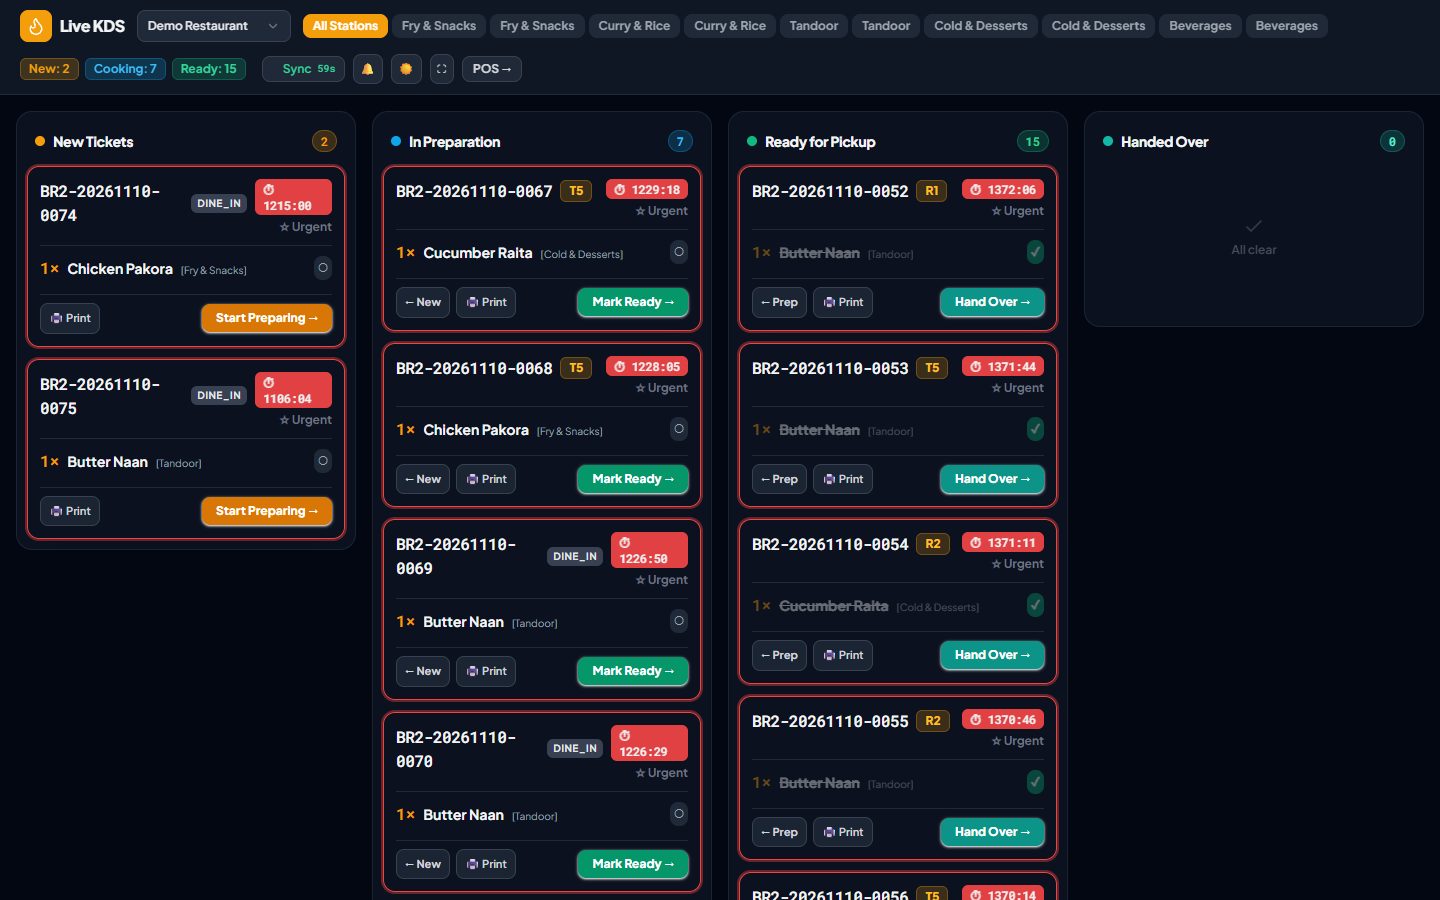 Live KDS
Demo Restaurant
All Stations
Fry & Snacks
Fry & Snacks
Curry & Rice
Curry & Rice
Tandoor
Tandoor
Cold & Desserts
Cold & Desserts
Beverages
Beverages
New: 2
Cooking: 7
Ready: 15
Sync 59s
POS→
New Tickets
2
BR2-20261110-
0074
DINE_IN
1215:00
☆ Urgent
1× Chicken Pakora [Fry & Snacks]
Print
Start Preparing →
BR2-20261110-
0075
DINE_IN
1106:04
☆ Urgent
1× Butter Naan [Tandoor]
Print
Start Preparing →
In Preparation
7
BR2-20261110-0067
T5
1229:18
☆ Urgent
1× Cucumber Raita [Cold & Desserts]
← New
Print
Mark Ready →
BR2-20261110-0068
T5
1228:05
☆ Urgent
1× Chicken Pakora [Fry & Snacks]
← New
Print
Mark Ready →
BR2-20261110-
0069
DINE_IN
1226:50
☆ Urgent
1× Butter Naan [Tandoor]
← New
Print
Mark Ready →
BR2-20261110-
0070
DINE_IN
1226:29
☆ Urgent
1× Butter Naan [Tandoor]
← New
Print
Mark Ready →
Ready for Pickup
15
BR2-20261110-0052
R1
1372:06
☆ Urgent
1× Butter Naan [Tandoor]
← Prep
Print
Hand Over →
BR2-20261110-0053
T5
1371:44
☆ Urgent
1× Butter Naan [Tandoor]
← Prep
Print
Hand Over →
BR2-20261110-0054
R2
1371:11
☆ Urgent
1× Cucumber Raita [Cold & Desserts]
← Prep
Print
Hand Over →
BR2-20261110-0055
R2
1370:46
☆ Urgent
1× Butter Naan [Tandoor]
← Prep
Print
Hand Over →
BR2-20261110-0056
T5
1370:14
Handed Over
0
All clear